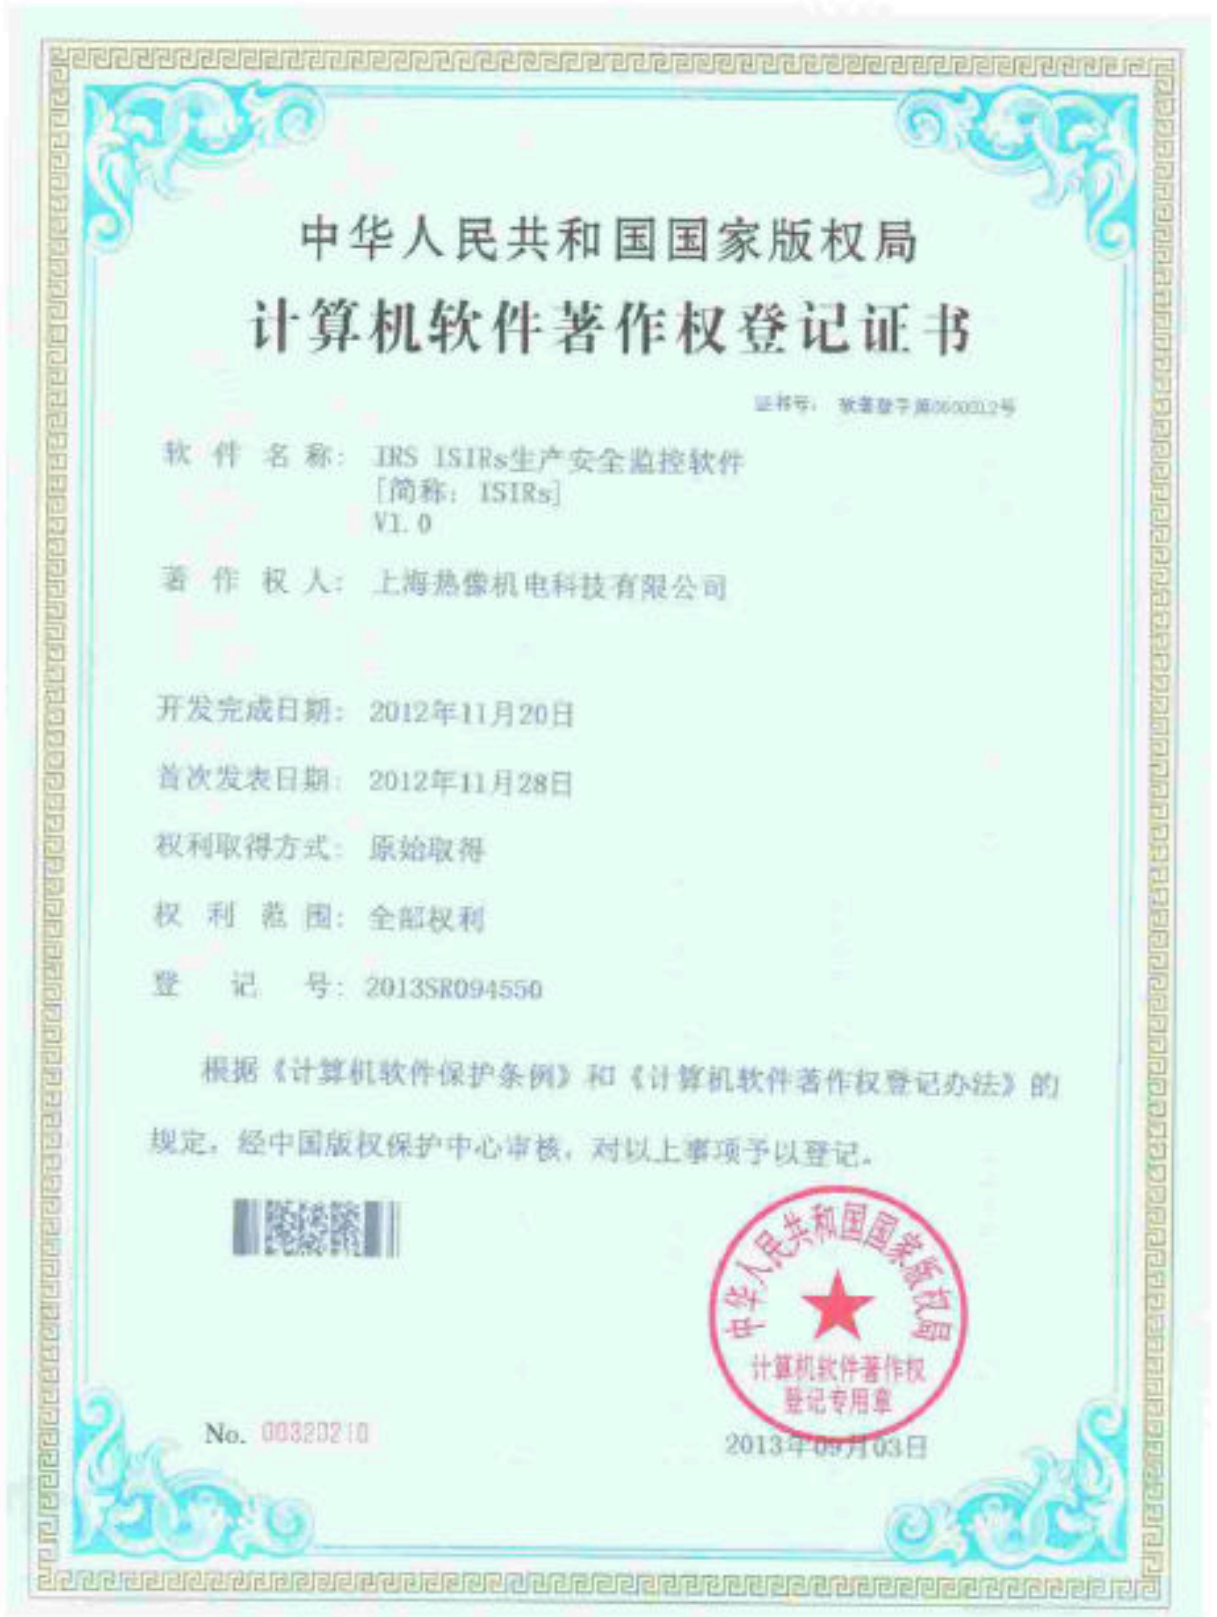 中华人民共和国国家版权局
计算机软件著作权登记证书
证书号：
软件名称： IRS ISIRs生产安全监控软件
[简称：ISIRs]
V1.0
著作权人： 上海热像机电科技有限公司
开发完成日期： 2012年11月20日
首次发表日期： 2012年11月28日
权利取得方式： 原始取得
权利范围： 全部权利
登记号： 2013SR094550
根据《计算机软件保护条例》和《计算机软件著作权登记办法》的
规定，经中国版权保护中心审核，对以上事项予以登记。
中华人民共和国国家版权局
计算机软件著作权
登记专用章
No. 00320210
2013年09月03日